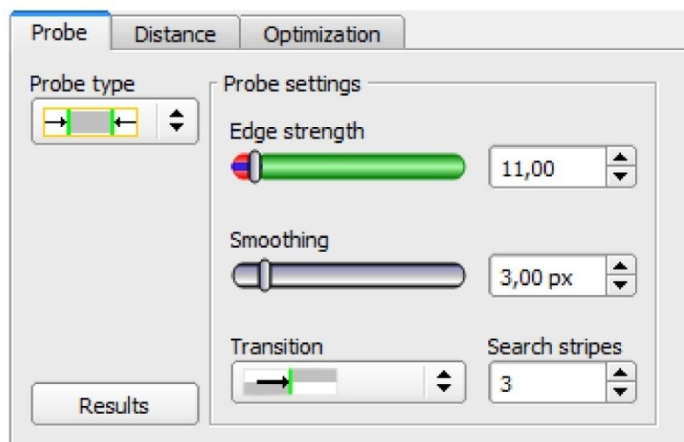 Probe
Distance
Optimization
Probe type
Probe settings
Edge strength
11,00
Smoothing
3,00 px
Transition
Search stripes
3
Results